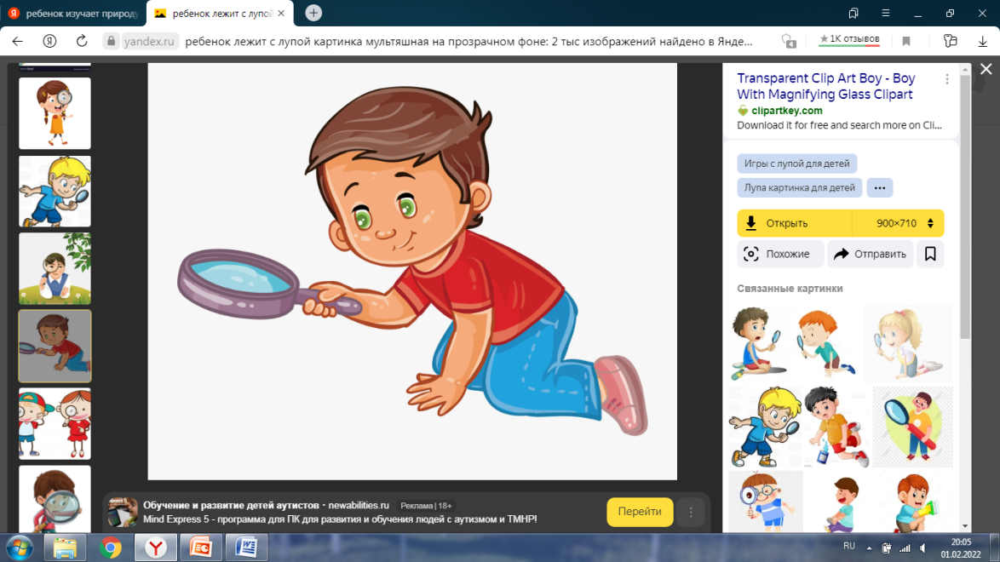 ребенок изучает природу
ребенок лежит с лупой
yandex.ru
ребенок лежит с лупой картинка мультяшная на прозрачном фоне: 2 тыс изображений найдено в Янде...
4
★ 1К отзывов
Transparent Clip Art Boy - Boy
With Magnifying Glass Clipart
clipartkey.com
Download it for free and search more on Cli...
Игры с лупой для детей
Лупа картинка для детей
Открыть
900×710
Похожие
Отправить
Связанные картинки
Обучение и развитие детей аутистов · newabilities.ru Реклама | 18+
Mind Express 5 - программа для ПК для развития и обучения людей с аутизмом и ТМНР!
Перейти
RU
20:05
01.02.2022